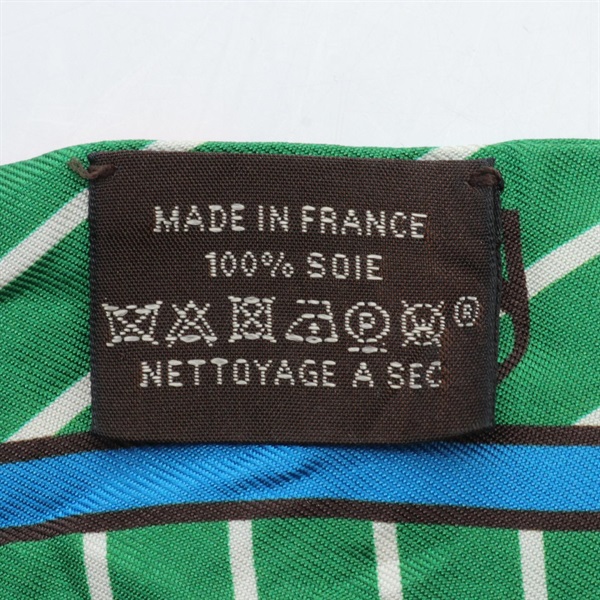 MADE IN FRANCE
100% SOIE
P ®
NETTOYAGE A SEC